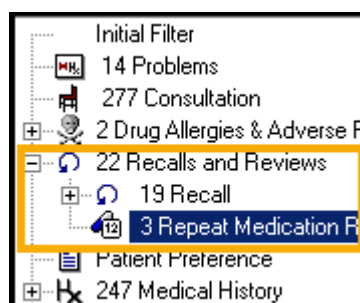 Initial Filter
14 Problems
277 Consultation
2 Drug Allergies & Adverse
22 Recalls and Reviews
19 Recall
3 Repeat Medication
Patient Preference
247 Medical History